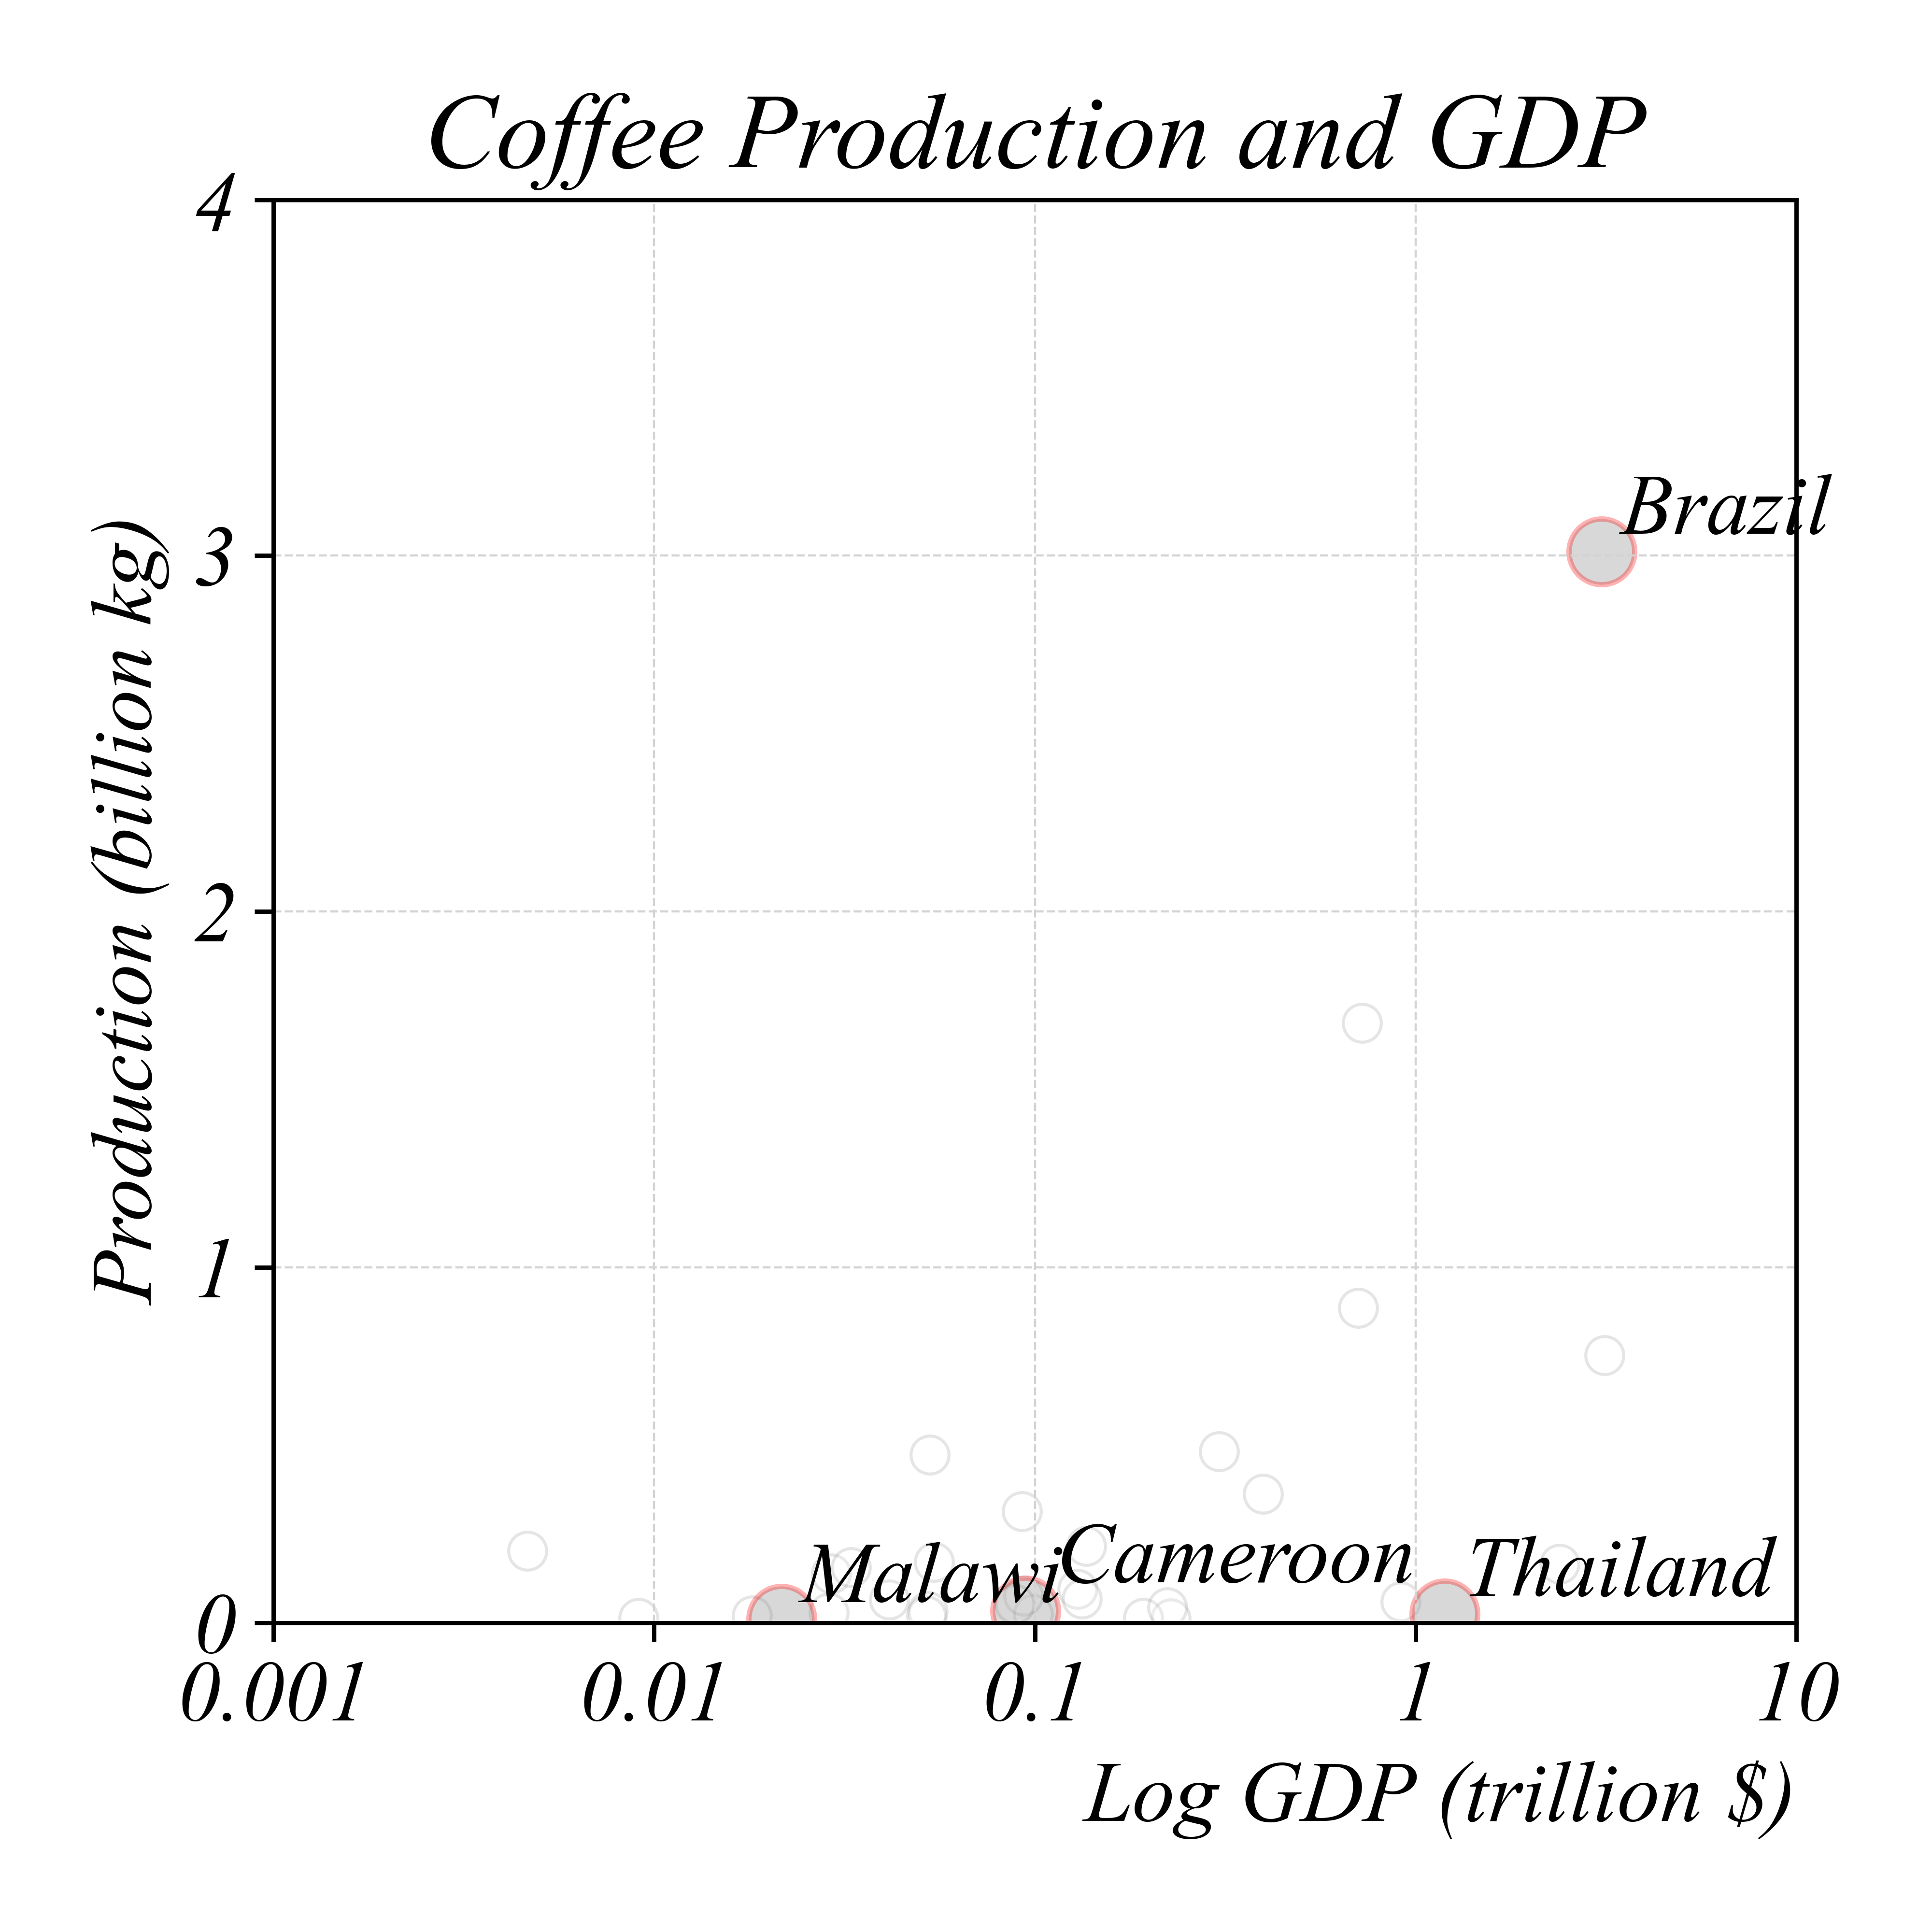 Coffee Production and GDP
4
3
2
1
0
Production (billion kg)
Brazil
Malawi
Cameroon
Thailand
0.001
0.01
0.1
1
10
Log GDP (trillion $)